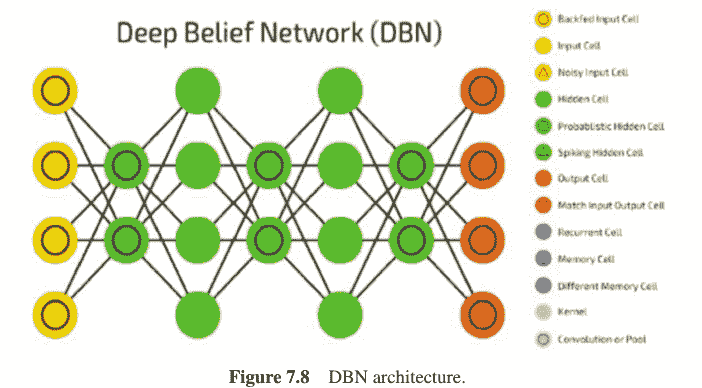 Deep Belief Network (DBN)
Backfed Input Cell
Input Cell
Noisy Input Cell
Hidden Cell
Probablistic Hidden Cell
Spiking Hidden Cell
Output Cell
Match Input Output Cell
Recurrent Cell
Memory Cell
Different Memory Cell
Kernel
Convolution or Pool
Figure 7.8 DBN architecture.